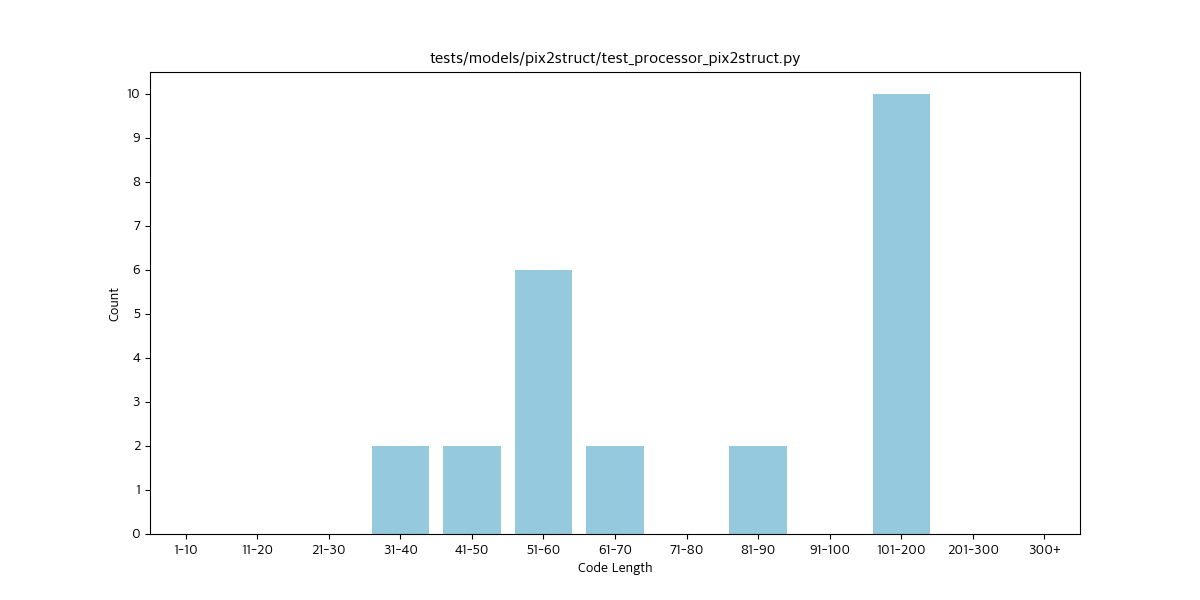 tests/models/pix2struct/test_processor_pix2struct.py
10
9
8
7
6
5
4
3
2
1
0
Count
1-10 11-20 21-30 31-40 41-50 51-60 61-70 71-80 81-90 91-100 101-200 201-300 300+
Code Length